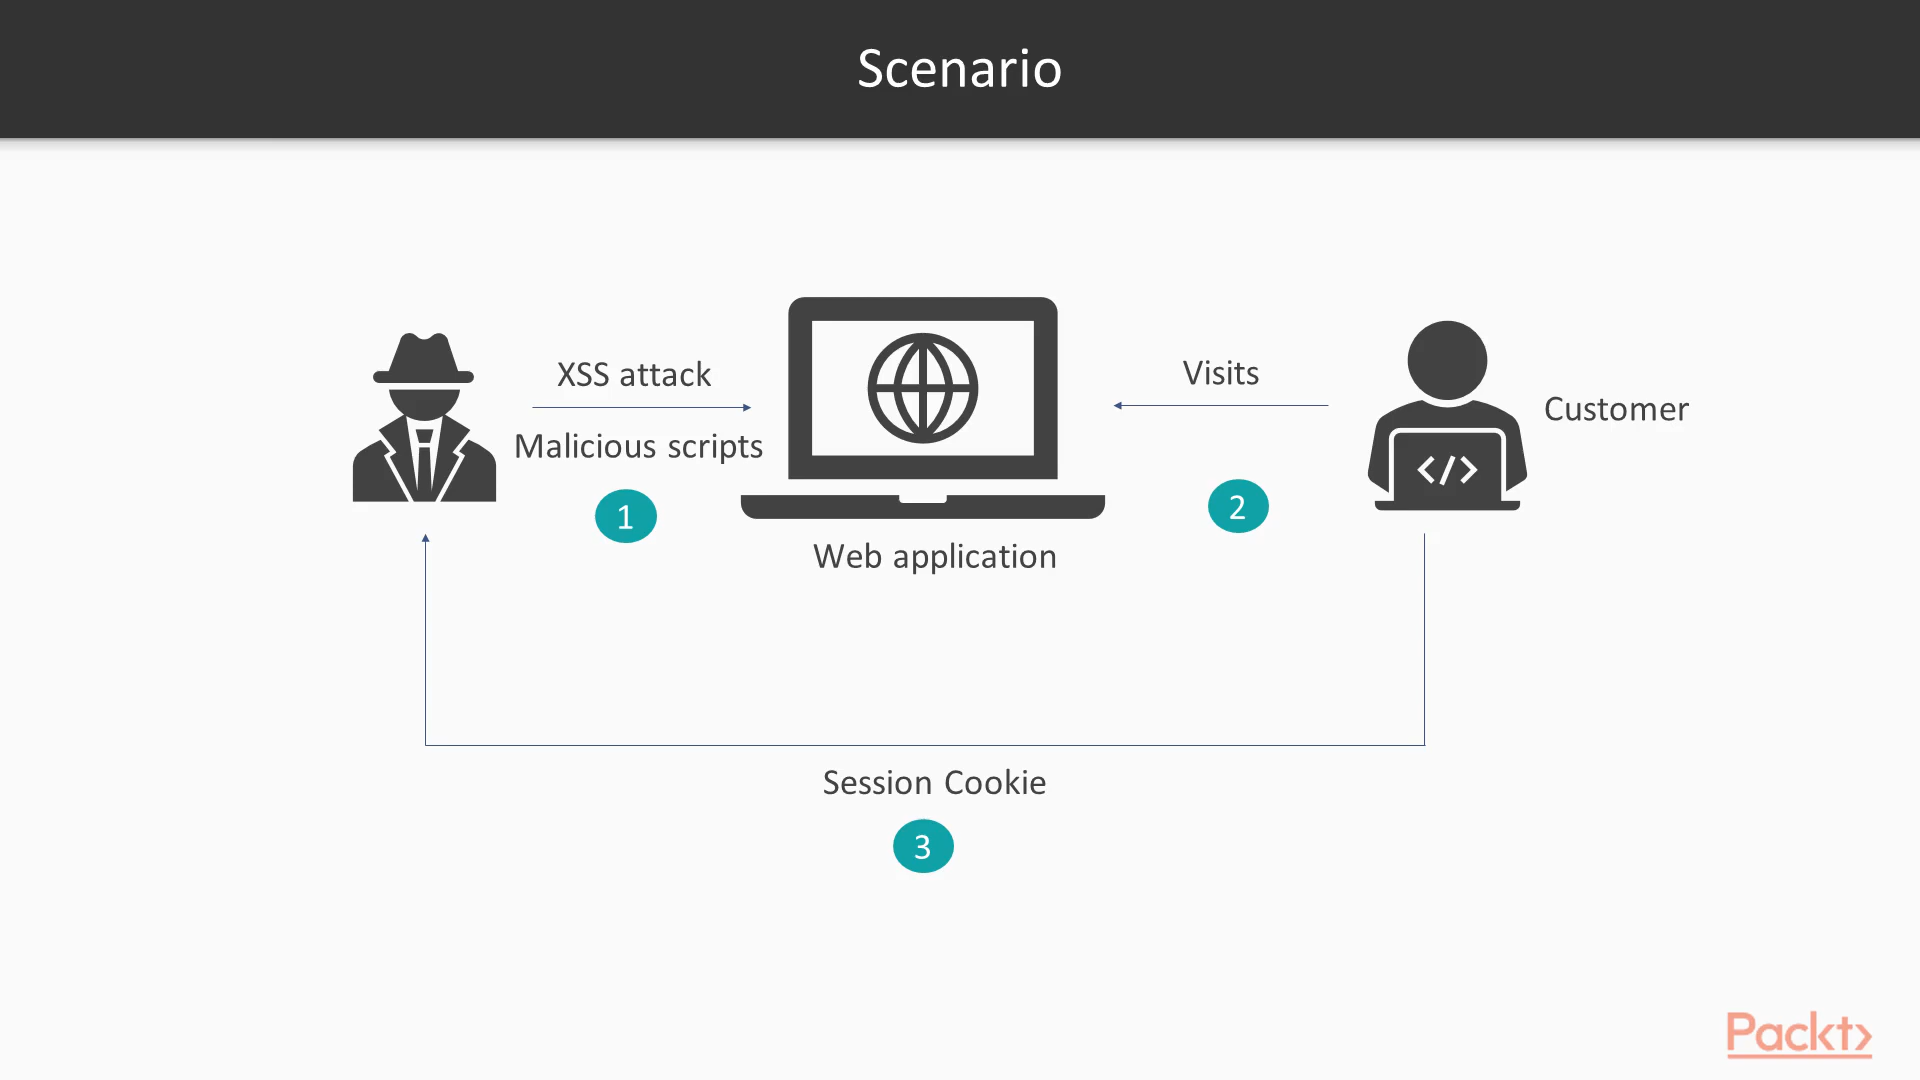 Scenario
XSS attack
Malicious scripts
1
Web application
Visits
2
Customer
</>
Session Cookie
3
Packt>